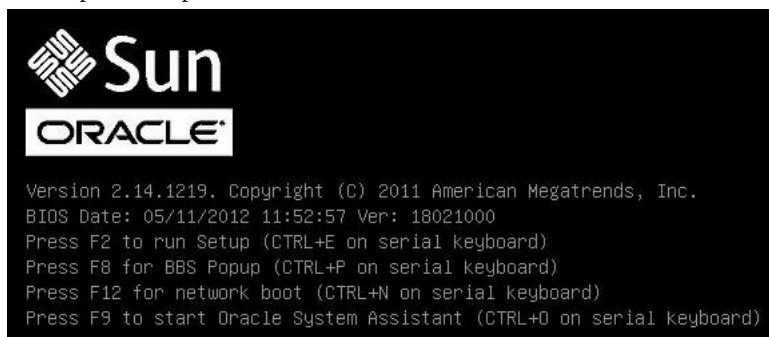 Sun
ORACLE
Version 2.14.1219. Copyright (C) 2011 American Megatrends, Inc.
BIOS Date: 05/11/2012 11:52:57 Ver: 18021000
Press F2 to run Setup (CTRL+E on serial keyboard)
Press F8 for BBS Popup (CTRL+P on serial keyboard)
Press F12 for network boot (CTRL+N on serial keyboard)
Press F9 to start Oracle System Assistant (CTRL+O on serial keyboard)